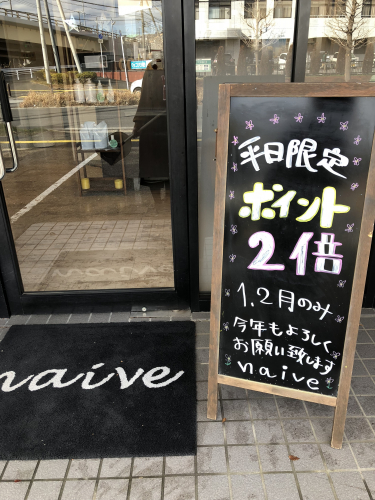 平日限定
ポイント
2倍
1.2月のみ
今年もよろしく
お願い致します
naive
naive